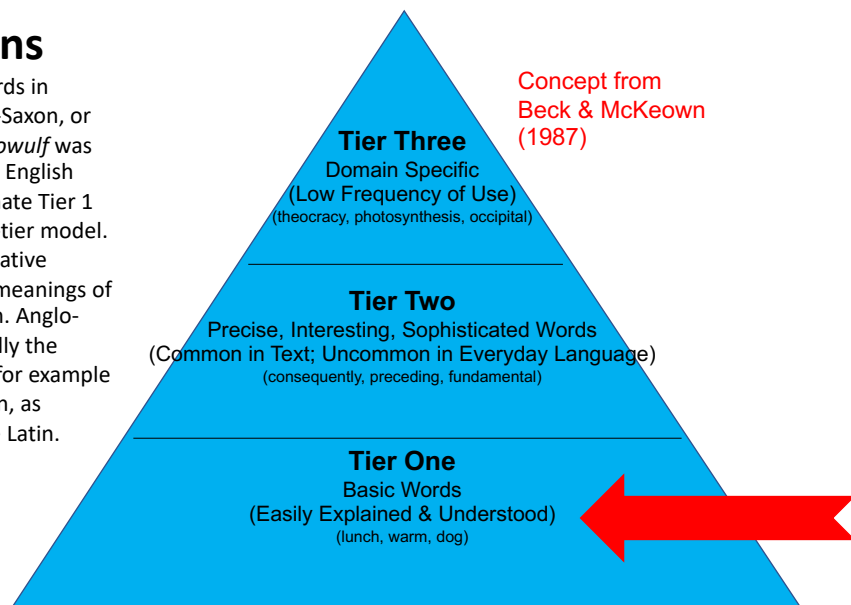 ns
rds in
-Saxon, or
owulf was
English
ate Tier 1
tier model.
ative
meanings of
n. Anglo-
lly the
for example
n, as
Latin.
Concept from
Beck & McKeown
(1987)
Tier Three
Domain Specific
(Low Frequency of Use)
(theocracy, photosynthesis, occipital)
Tier Two
Precise, Interesting, Sophisticated Words
(Common in Text; Uncommon in Everyday Language)
(consequently, preceding, fundamental)
Tier One
Basic Words
(Easily Explained & Understood)
(lunch, warm, dog)